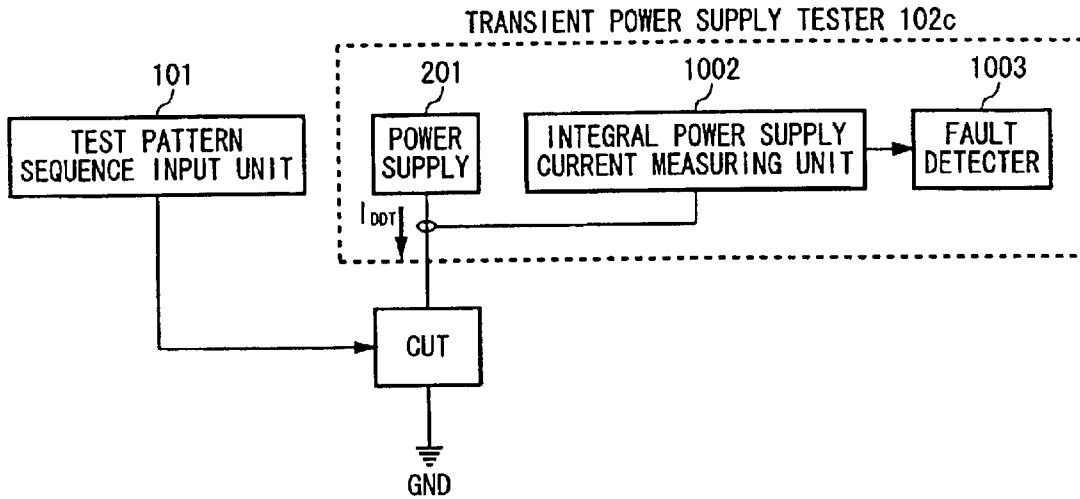 TRANSIENT POWER SUPPLY TESTER 102c
101
201
1002
1003
TEST PATTERN
SEQUENCE INPUT UNIT
POWER
SUPPLY
INTEGRAL POWER SUPPLY
CURRENT MEASURING UNIT
FAULT
DETECTER
IDDT
CUT
GND